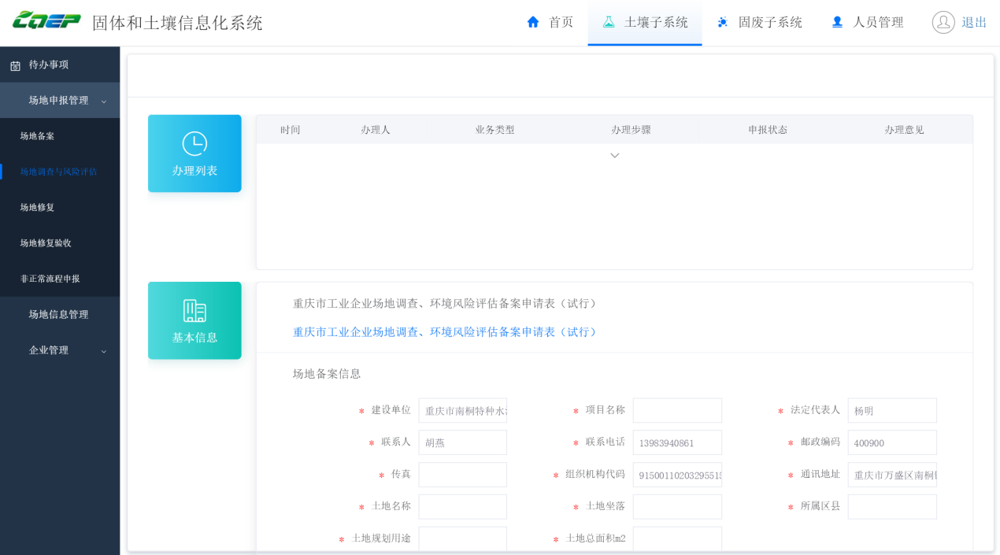 CQEP 固体和土壤信息化系统
首页 土壤子系统 固废子系统 人员管理 退出
待办事项
场地申报管理
场地备案
场地调查与风险评估
场地修复
场地修复验收
非正常流程申报
场地信息管理
企业管理
办理列表
时间 办理人 业务类型 办理步骤 申报状态 办理意见
基本信息
重庆市工业企业场地调查、环境风险评估备案申请表（试行）
重庆市工业企业场地调查、环境风险评估备案申请表（试行）
场地备案信息
* 建设单位 重庆市南桐特种水 * 项目名称 * 法定代表人 杨明
* 联系人 胡燕 * 联系电话 13983940861 * 邮政编码 400900
* 传真 * 组织机构代码 9150011020329551 * 通讯地址 重庆市万盛区南桐
* 土地名称 * 土地坐落 * 所属区县
* 土地规划用途 * 土地总面积m2